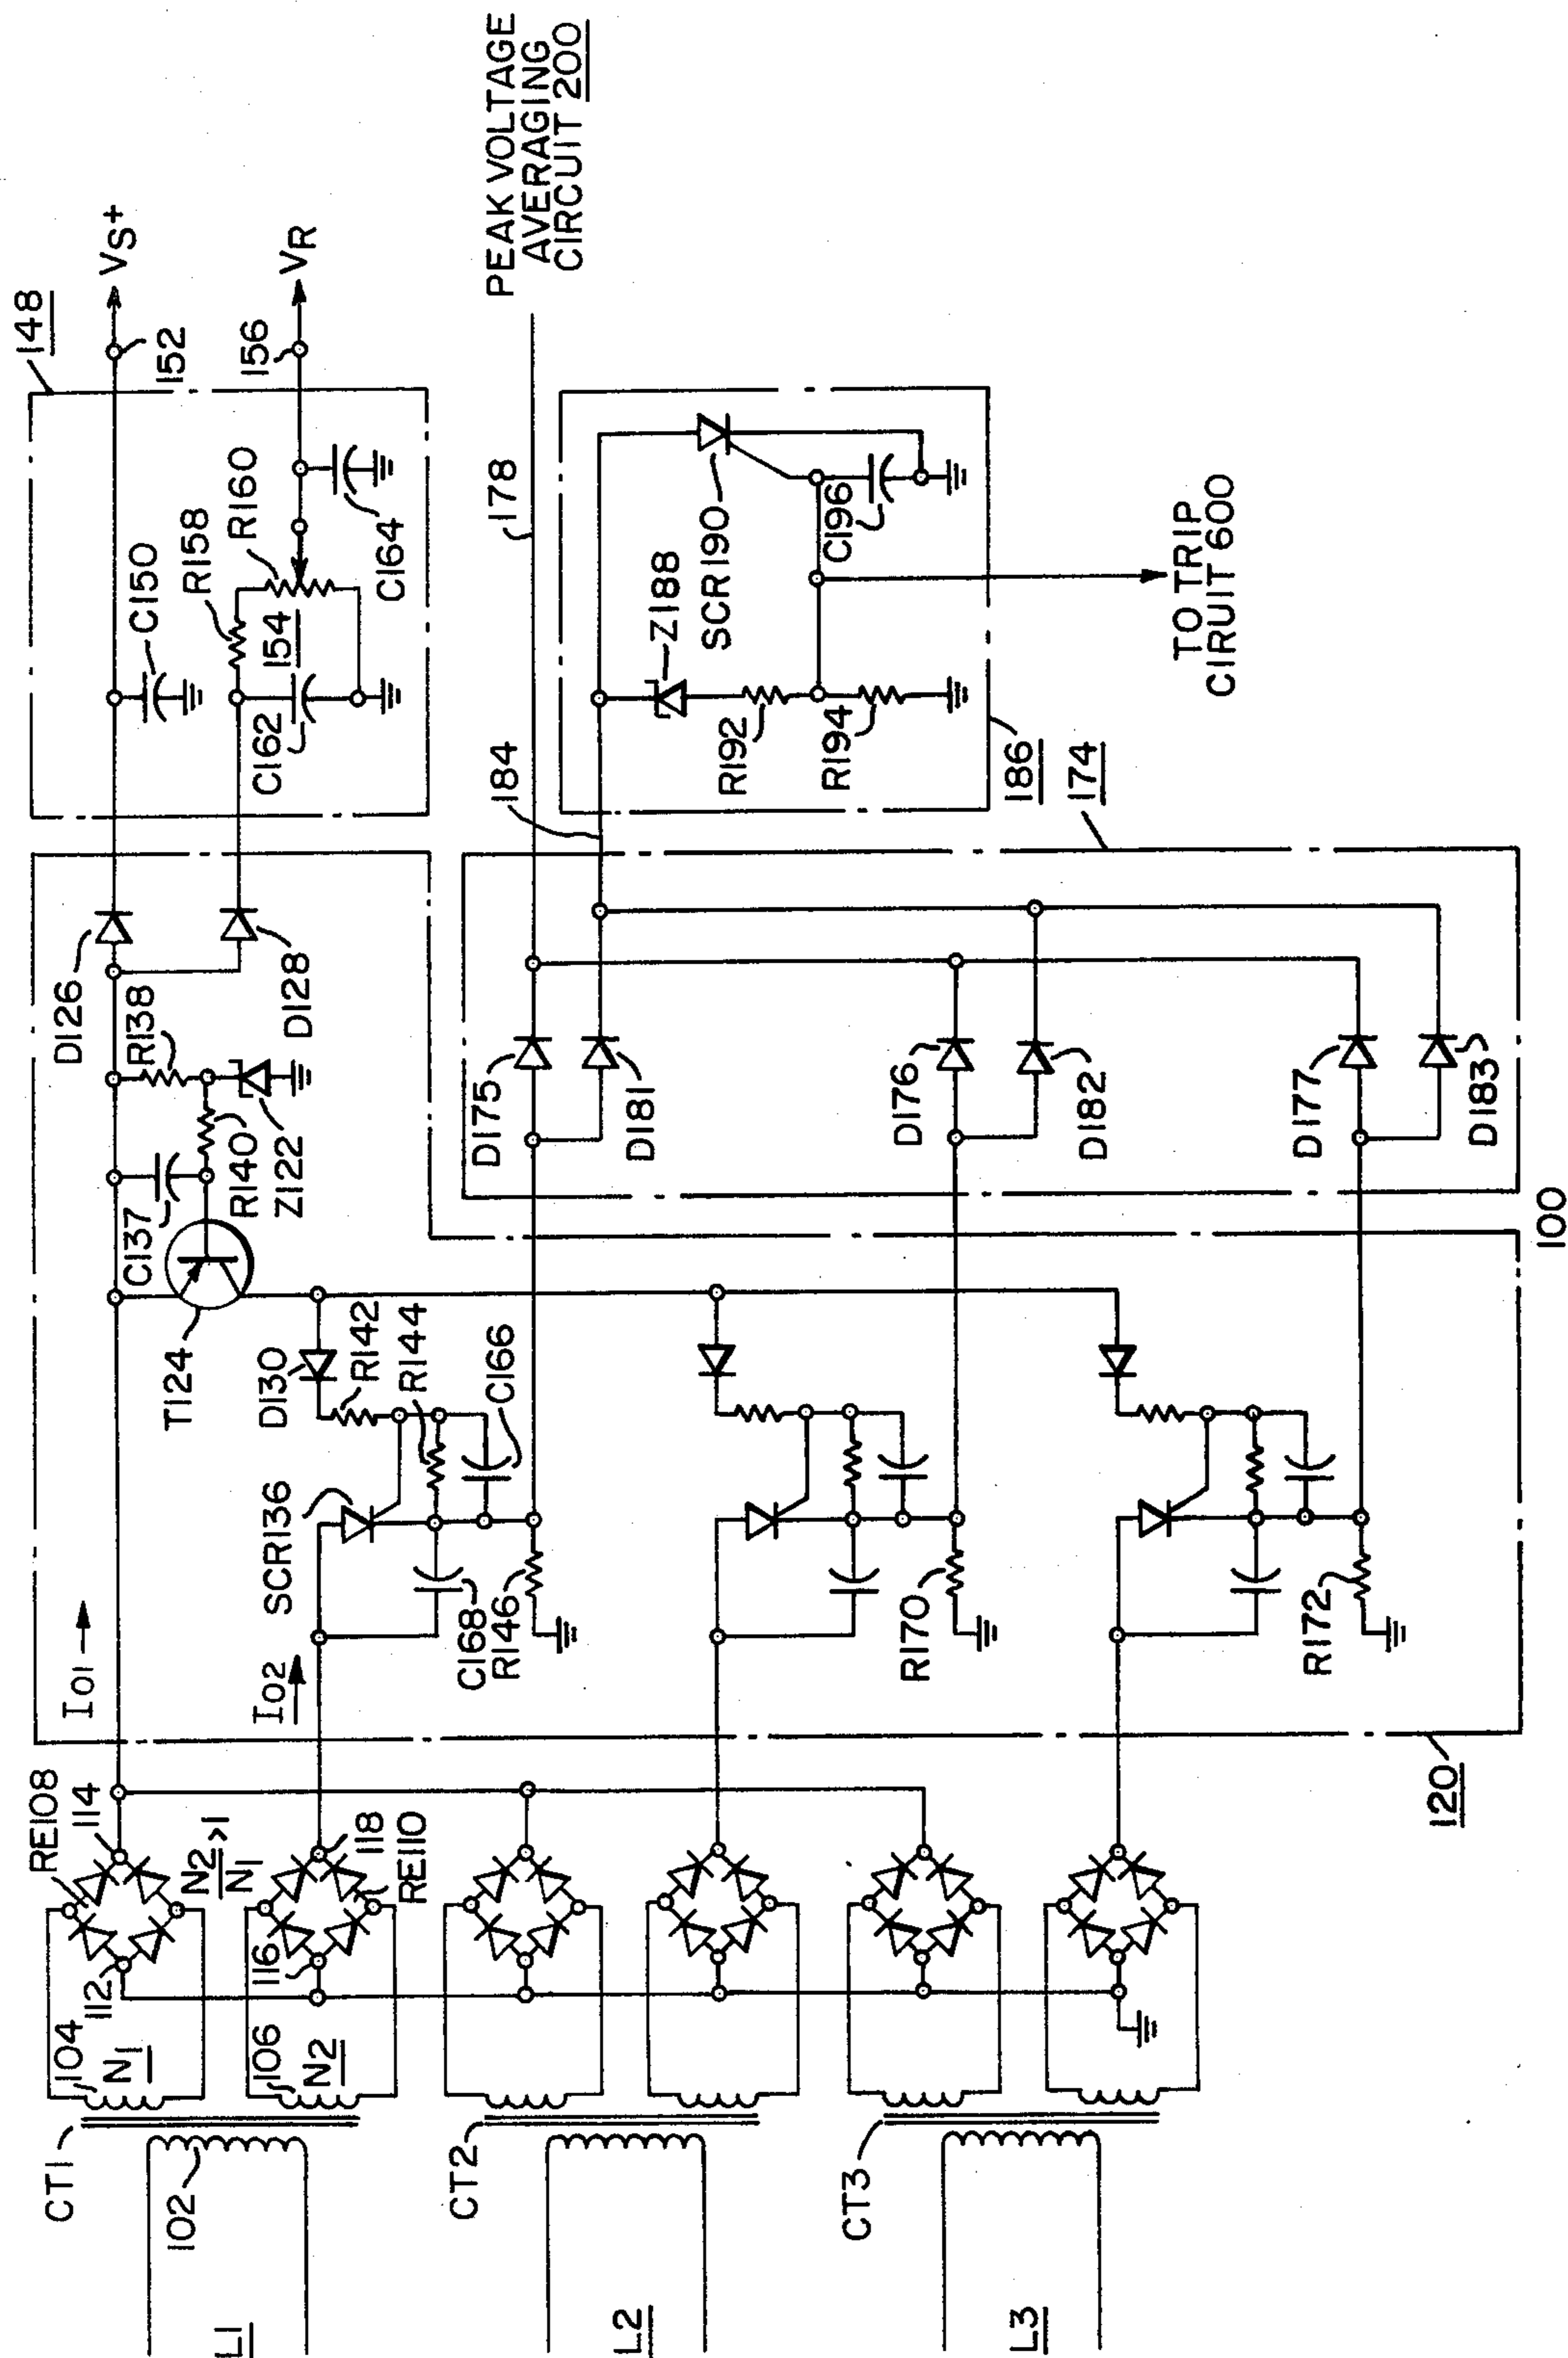 L1
102
CT1
104
N1
112
RE108
114
N2/N1 >1
106
N2
116
118
RE110
L2
CT2
L3
CT3
I01
I02
SCR136
C168
R146
T124
D130
R142
R144
C166
C137
R140
Z122
R138
D126
D128
R170
R172
120
D175
D181
D176
D182
D177
D183
174
100
148
C150
152
VS+
C162
154
R158
R160
C164
156
VR
178
PEAK VOLTAGE
AVERAGING
CIRCUIT 200
184
186
Z188
R192
R194
SCR190
C196
TO TRIP
CIRUIT 600